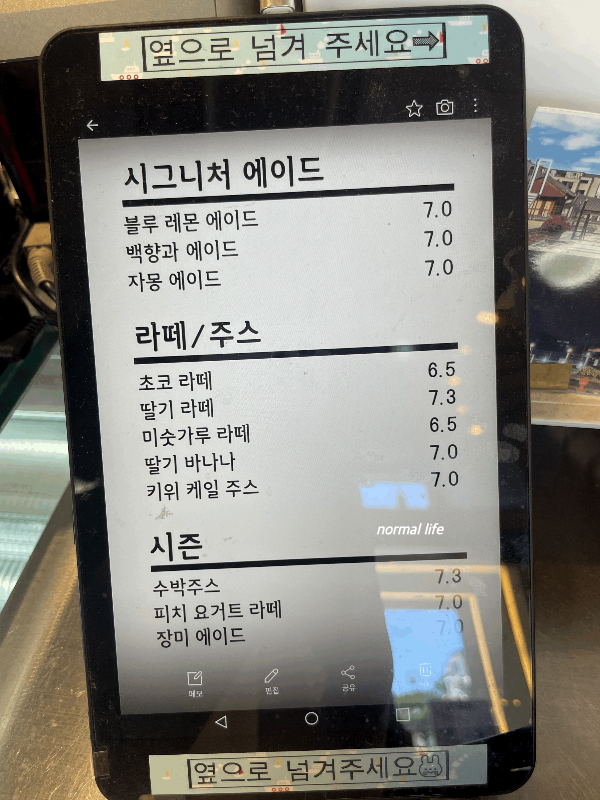 옆으로 넘겨 주세요
시그니처 에이드
블루 레몬 에이드 7.0
백향과 에이드 7.0
자몽 에이드 7.0
라떼/주스
초코 라떼 6.5
딸기 라떼 7.3
미숫가루 라떼 6.5
딸기 바나나 7.0
키위 케일 주스 7.0
normal life
시즌
수박주스 7.3
피치 요거트 라떼 7.0
장미 에이드 7.0
메모 편집 공유
옆으로 넘겨주세요